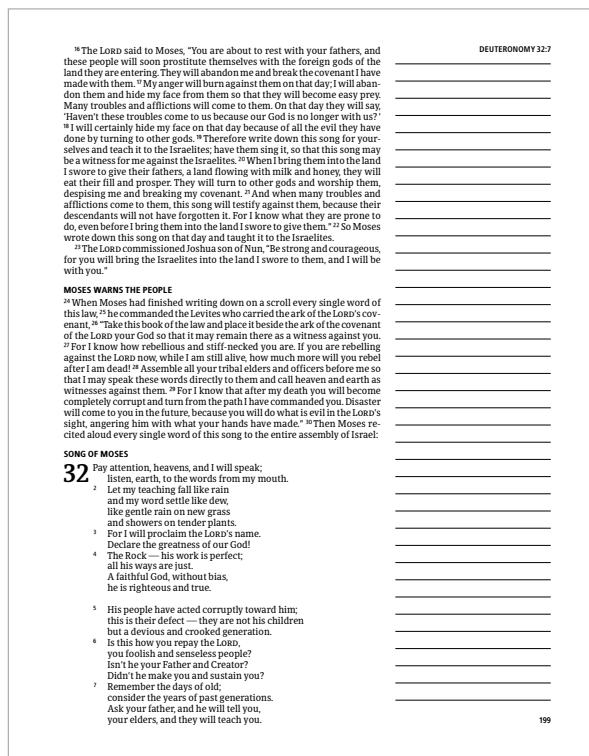 DEUTERONOMY 32:7
¹⁶ The LORD said to Moses, “You are about to rest with your fathers, and
these people will soon prostitute themselves with the foreign gods of the
land they are entering. They will abandon me and break the covenant I have
made with them. ¹⁷ My anger will burn against them on that day; I will aban-
don them and hide my face from them so that they will become easy prey.
Many troubles and afflictions will come to them. On that day they will say,
‘Haven’t these troubles come to us because our God is no longer with us?’
¹⁸ I will certainly hide my face on that day because of all the evil they have
done by turning to other gods. ¹⁹ Therefore write down this song for your-
selves and teach it to the Israelites; have them sing it, so that this song may
be a witness for me against the Israelites. ²⁰ When I bring them into the land
I swore to give their fathers, a land flowing with milk and honey, they will
eat their fill and prosper. They will turn to other gods and worship them,
despising me and breaking my covenant. ²¹ And when many troubles and
afflictions come to them, this song will testify against them, because their
descendants will not have forgotten it. For I know what they are prone to
do, even before I bring them into the land I swore to give them.” ²² So Moses
wrote down this song on that day and taught it to the Israelites.
²³ The LORD commissioned Joshua son of Nun, “Be strong and courageous,
for you will bring the Israelites into the land I swore to them, and I will be
with you.”
MOSES WARNS THE PEOPLE
²⁴ When Moses had finished writing down on a scroll every single word of
this law, ²⁵ he commanded the Levites who carried the ark of the LORD’s cov-
enant, ²⁶ “Take this book of the law and place it beside the ark of the covenant
of the LORD your God so that it may remain there as a witness against you.
²⁷ For I know how rebellious and stiff-necked you are. If you are rebelling
against the LORD now, while I am still alive, how much more will you rebel
after I am dead! ²⁸ Assemble all your tribal elders and officers before me so
that I may speak these words directly to them and call heaven and earth as
witnesses against them. ²⁹ For I know that after my death you will become
completely corrupt and turn from the path I have commanded you. Disaster
will come to you in the future, because you will do what is evil in the LORD’s
sight, angering him with what your hands have made.” ³⁰ Then Moses re-
cited aloud every single word of this song to the entire assembly of Israel:
SONG OF MOSES
32 Pay attention, heavens, and I will speak;
listen, earth, to the words from my mouth.
² Let my teaching fall like rain
and my word settle like dew,
like gentle rain on new grass
and showers on tender plants.
³ For I will proclaim the LORD’s name.
Declare the greatness of our God!
⁴ The Rock — his work is perfect;
all his ways are just.
A faithful God, without bias,
he is righteous and true.
⁵ His people have acted corruptly toward him;
this is their defect — they are not his children
but a devious and crooked generation.
⁶ Is this how you repay the LORD,
you foolish and senseless people?
Isn’t he your Father and Creator?
Didn’t he make you and sustain you?
⁷ Remember the days of old;
consider the years of past generations.
Ask your father, and he will tell you,
your elders, and they will teach you.
199